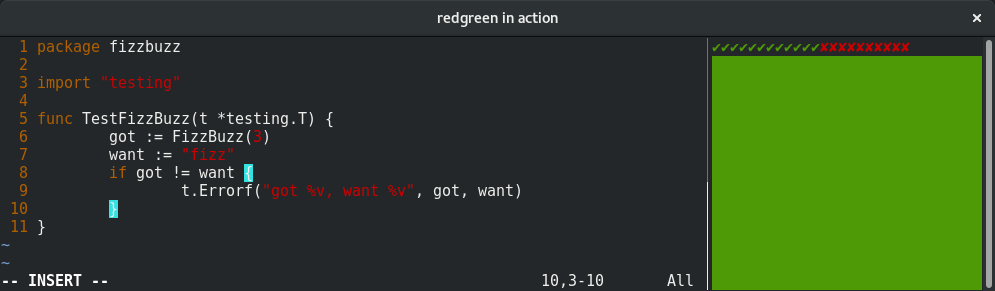 redgreen in action ×
1 package fizzbuzz
2
3 import "testing"
4
5 func TestFizzBuzz(t *testing.T) {
6         got := FizzBuzz(3)
7         want := "fizz"
8         if got != want {
9                 t.Errorf("got %v, want %v", got, want)
10         }
11 }
~
~
-- INSERT -- 10,3-10 All
✔✔✔✔✔✔✔✔✔✔✔✔✘✘✘✘✘✘✘✘✘✘